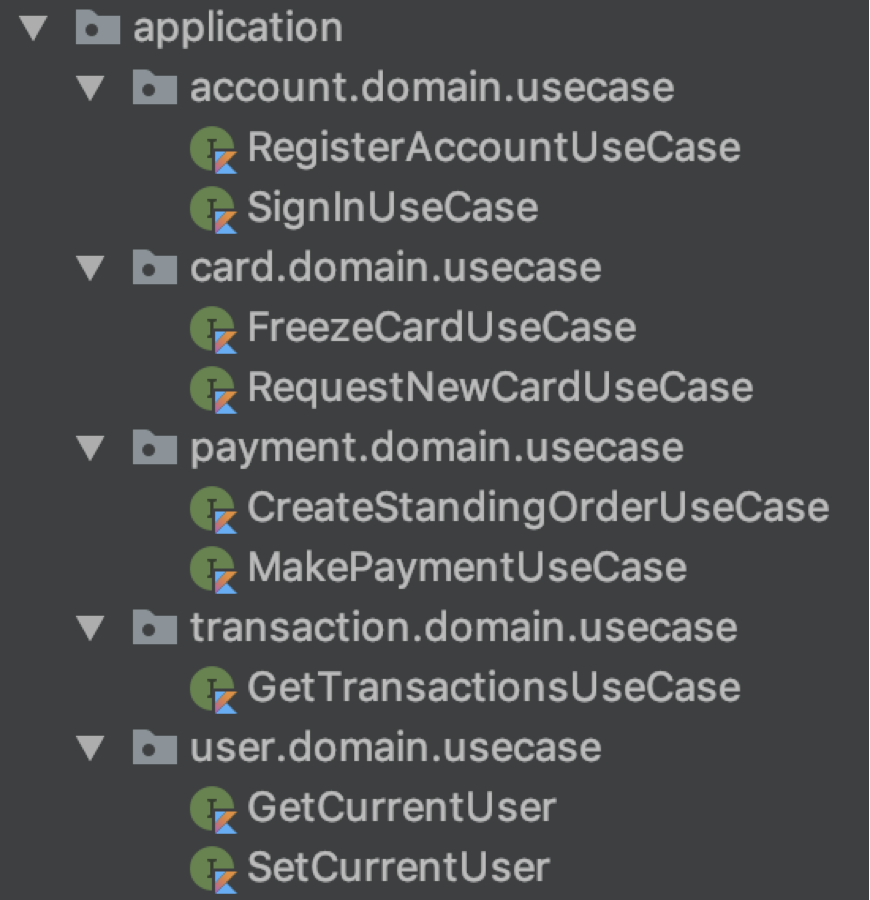 application
account.domain.usecase
RegisterAccountUseCase
SignInUseCase
card.domain.usecase
FreezeCardUseCase
RequestNewCardUseCase
payment.domain.usecase
CreateStandingOrderUseCase
MakePaymentUseCase
transaction.domain.usecase
GetTransactionsUseCase
user.domain.usecase
GetCurrentUser
SetCurrentUser